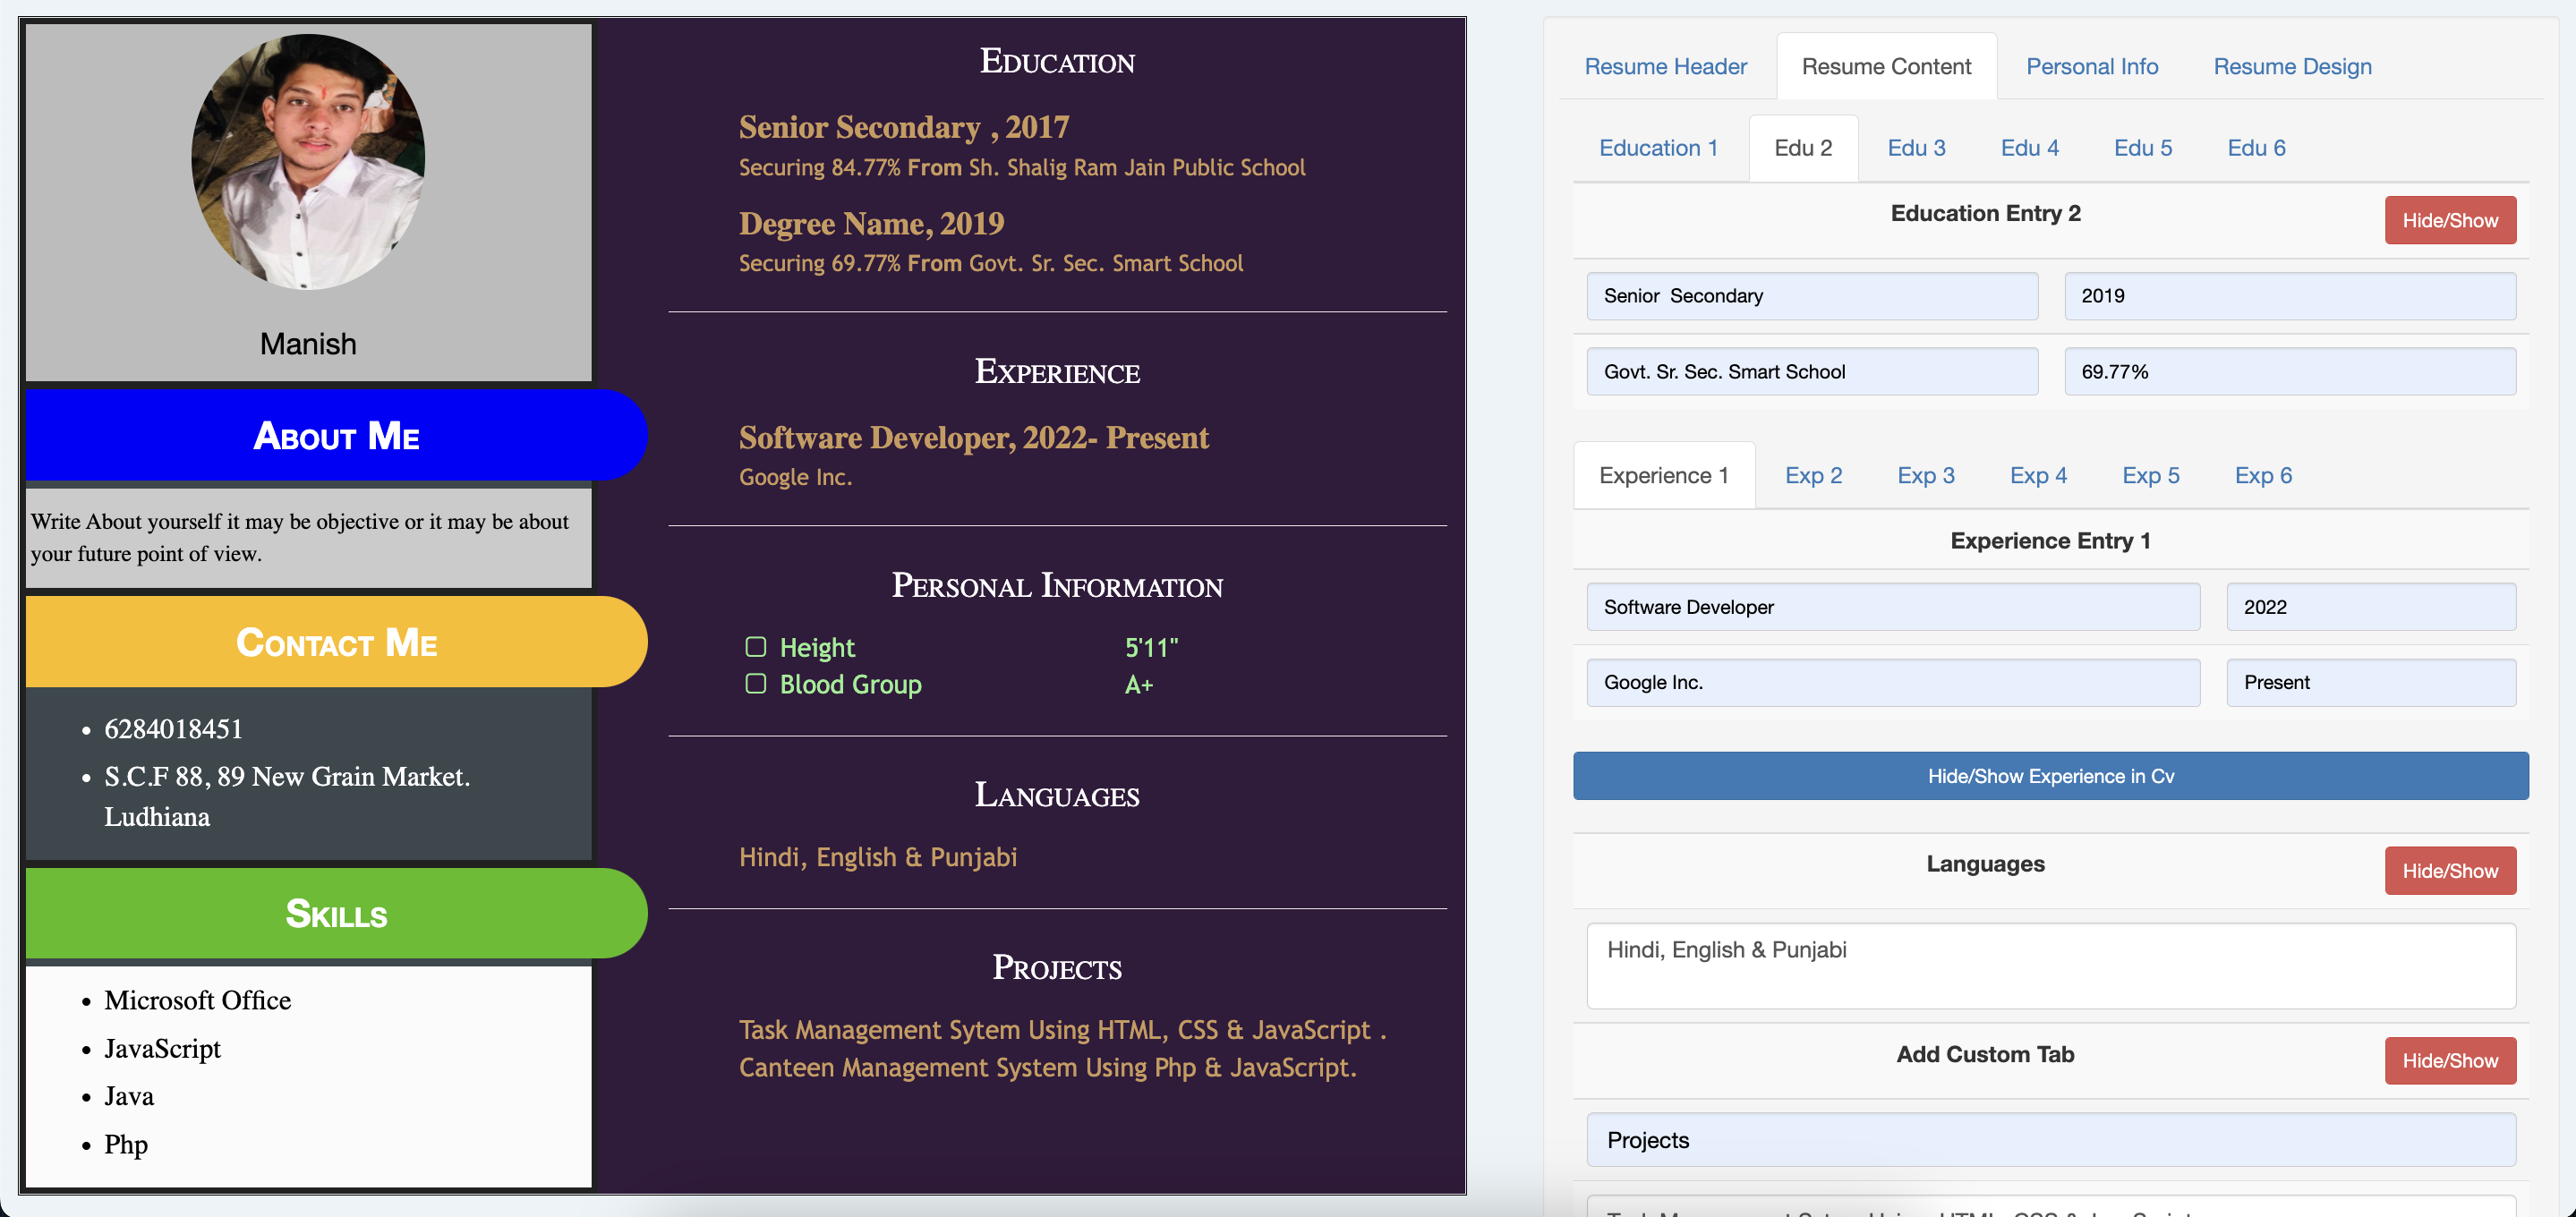 Manish
About Me
Write About yourself it may be objective or it may be about
your future point of view.
Contact Me
• 6284018451
• S.C.F 88, 89 New Grain Market.
Ludhiana
Skills
• Microsoft Office
• JavaScript
• Java
• Php
Education
Senior Secondary , 2017
Securing 84.77% From Sh. Shalig Ram Jain Public School
Degree Name, 2019
Securing 69.77% From Govt. Sr. Sec. Smart School
Experience
Software Developer, 2022- Present
Google Inc.
Personal Information
Height 5'11"
Blood Group A+
Languages
Hindi, English & Punjabi
Projects
Task Management Sytem Using HTML, CSS & JavaScript .
Canteen Management System Using Php & JavaScript.
Resume Header Resume Content Personal Info Resume Design
Education 1 Edu 2 Edu 3 Edu 4 Edu 5 Edu 6
Education Entry 2 Hide/Show
Senior  Secondary 2019
Govt. Sr. Sec. Smart School 69.77%
Experience 1 Exp 2 Exp 3 Exp 4 Exp 5 Exp 6
Experience Entry 1
Software Developer 2022
Google Inc. Present
Hide/Show Experience in Cv
Languages Hide/Show
Hindi, English & Punjabi
Add Custom Tab Hide/Show
Projects